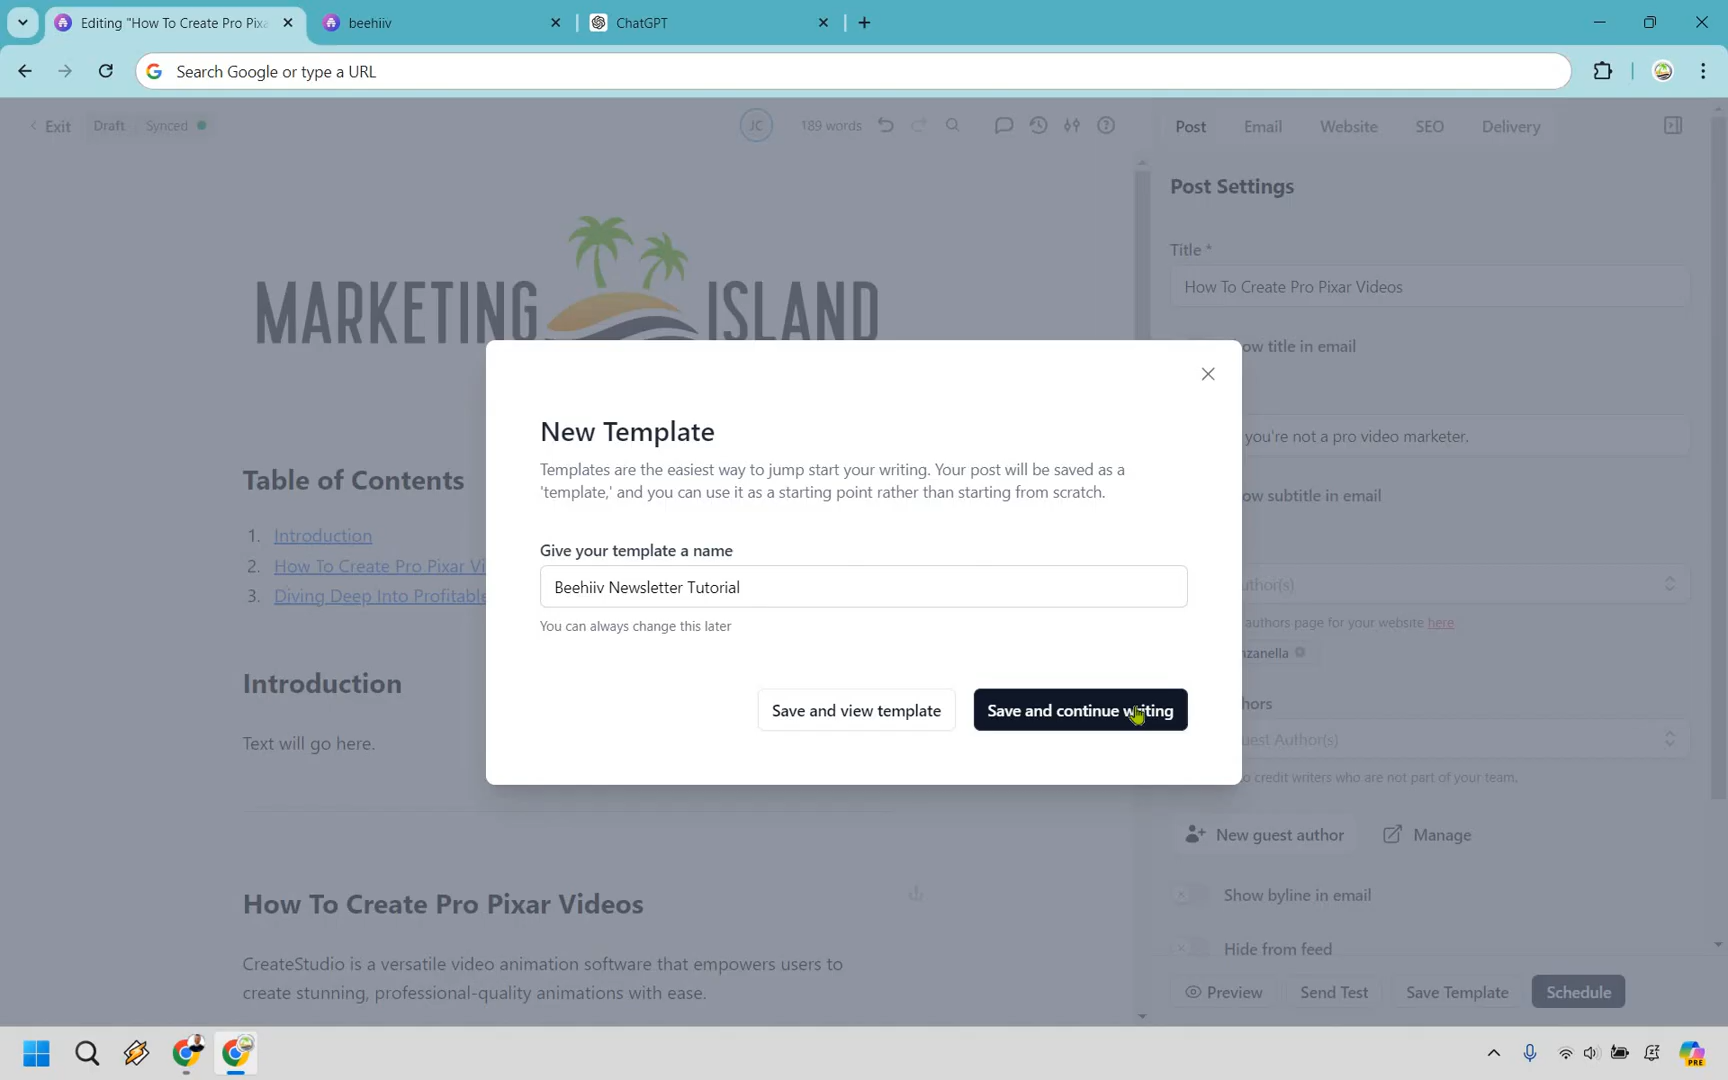 Editing "How To Create Pro Pixa
beehiiv
ChatGPT
Search Google or type a URL
Exit
Draft
Synced
JC
189 words
Post
Email
Website
SEO
Delivery
MARKETING ISLAND
Table of Contents
1. Introduction
2. How To Create Pro Pixar Vi
3. Diving Deep Into Profitable
Introduction
Text will go here.
How To Create Pro Pixar Videos
CreateStudio is a versatile video animation software that empowers users to
create stunning, professional-quality animations with ease.
New Template
Templates are the easiest way to jump start your writing. Your post will be saved as a
'template,' and you can use it as a starting point rather than starting from scratch.
Give your template a name
Beehiiv Newsletter Tutorial
You can always change this later
Save and view template
Save and continue writing
Post Settings
Title *
How To Create Pro Pixar Videos
ow title in email
you're not a pro video marketer.
ow subtitle in email
uthor(s)
authors page for your website here
nzanella
hors
uest Author(s)
o credit writers who are not part of your team.
New guest author
Manage
Show byline in email
Hide from feed
Preview
Send Test
Save Template
Schedule
PRE